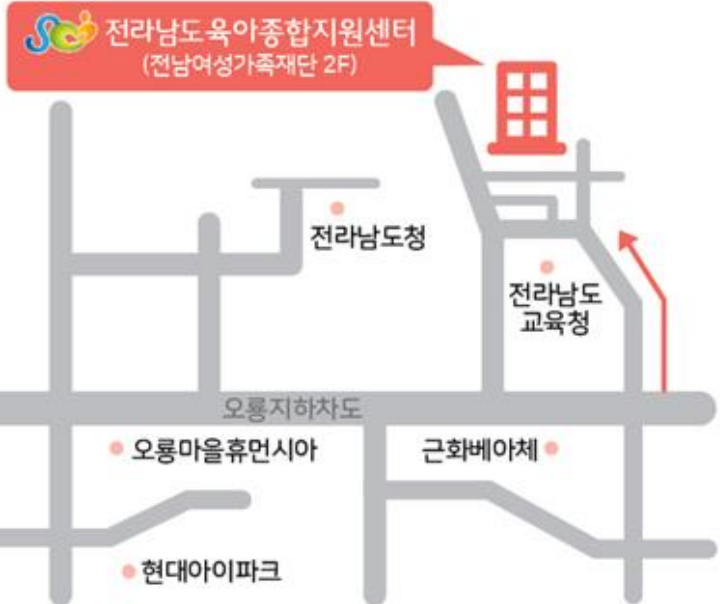 전라남도육아종합지원센터
(전남여성가족재단 2F)
전라남도청
전라남도
교육청
오룡지하차도
오룡마을휴먼시아
근화베아체
현대아이파크